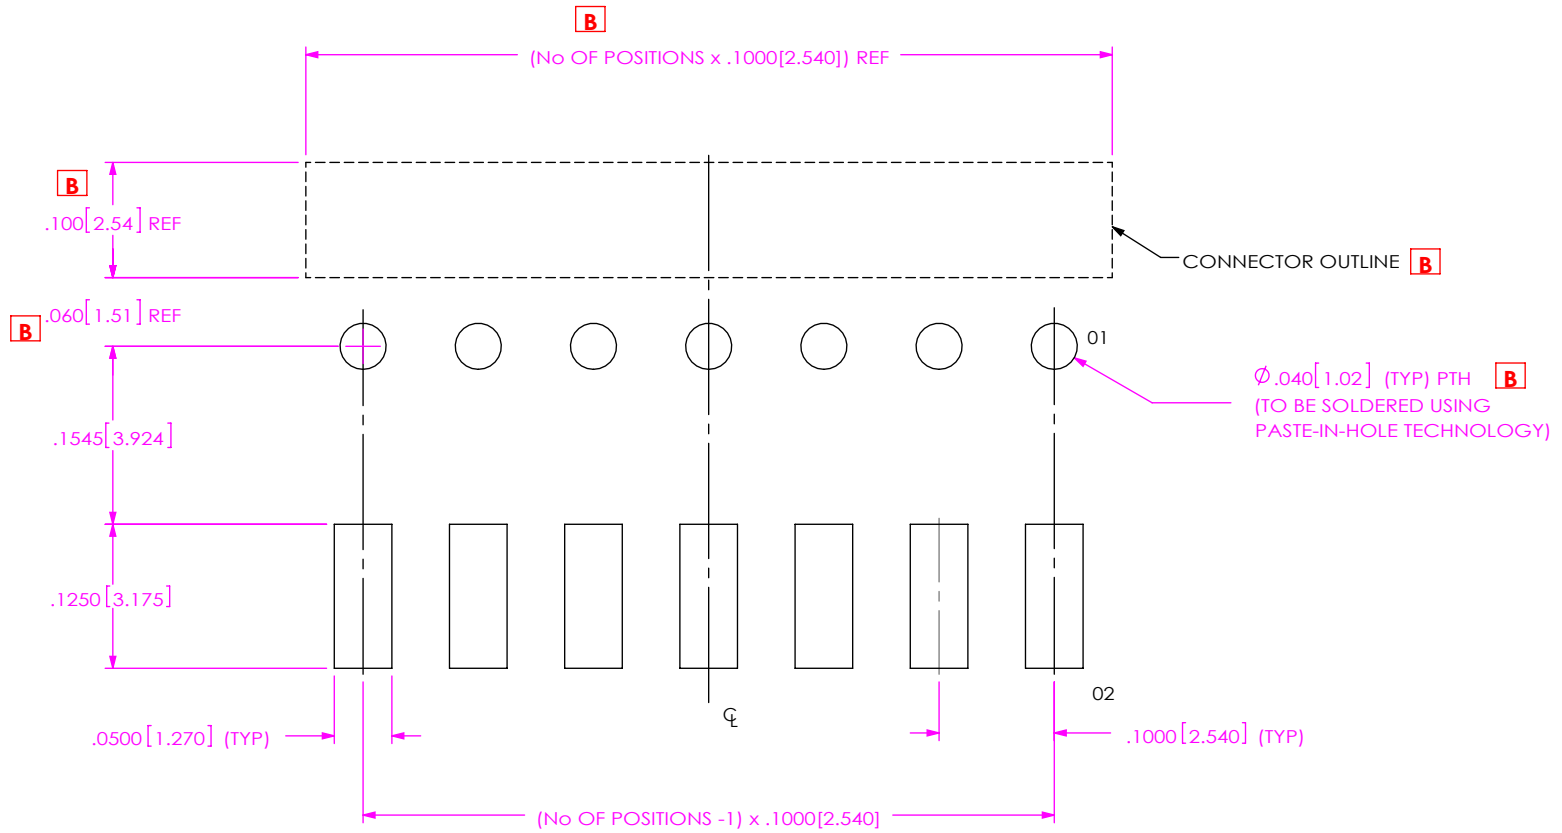 B
(No OF POSITIONS x .1000[2.540]) REF
B
.100[2.54] REF
CONNECTOR OUTLINE B
.060[1.51] REF
B
01
Ø.040[1.02] (TYP) PTH B
(TO BE SOLDERED USING
PASTE-IN-HOLE TECHNOLOGY)
.1545[3.924]
.1250[3.175]
02
℄
.0500[1.270] (TYP)
.1000[2.540] (TYP)
(No OF POSITIONS -1) x .1000[2.540]